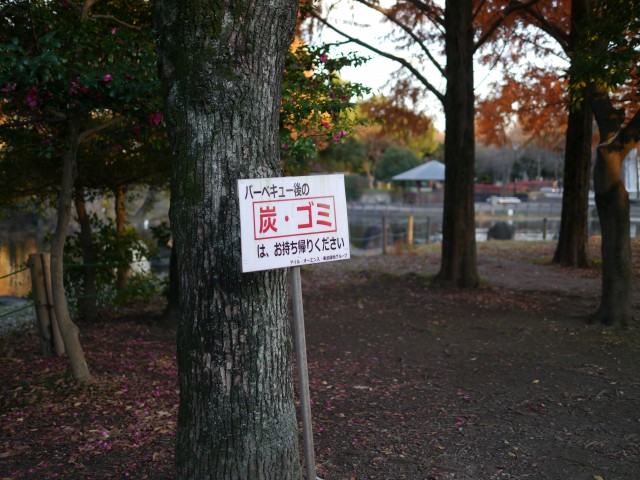 バーベキュー後の
炭・ゴミ
は、お持ち帰りください